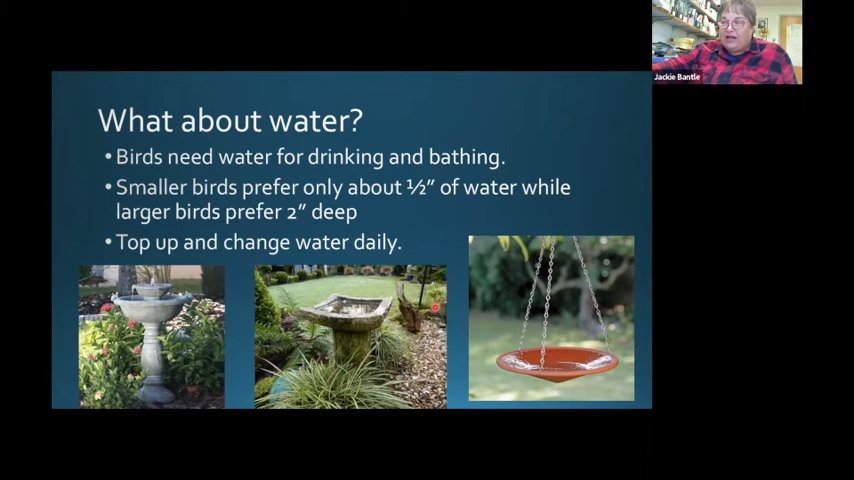 Jackie Bantle
What about water?
• Birds need water for drinking and bathing.
• Smaller birds prefer only about ½” of water while
larger birds prefer 2” deep
• Top up and change water daily.